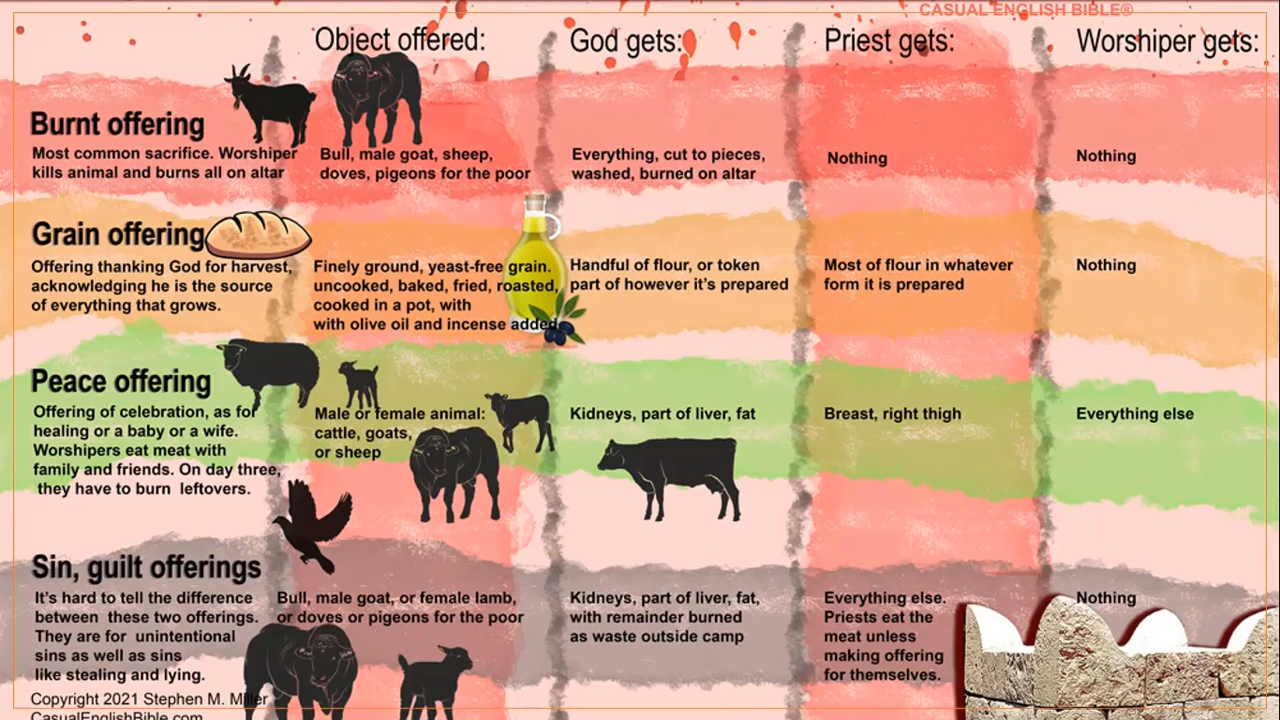 CASUAL ENGLISH BIBLE®
Object offered:
God gets:
Priest gets:
Worshiper gets:
Burnt offering
Most common sacrifice. Worshiper
kills animal and burns all on altar
Bull, male goat, sheep,
doves, pigeons for the poor
Everything, cut to pieces,
washed, burned on altar
Nothing
Nothing
Grain offering
Offering thanking God for harvest,
acknowledging he is the source
of everything that grows.
Finely ground, yeast-free grain.
uncooked, baked, fried, roasted,
cooked in a pot, with
with olive oil and incense added
Handful of flour, or token
part of however it's prepared
Most of flour in whatever
form it is prepared
Nothing
Peace offering
Offering of celebration, as for
healing or a baby or a wife.
Worshipers eat meat with
family and friends. On day three,
they have to burn leftovers.
Male or female animal:
cattle, goats,
or sheep
Kidneys, part of liver, fat
Breast, right thigh
Everything else
Sin, guilt offerings
It's hard to tell the difference
between these two offerings.
They are for unintentional
sins as well as sins
like stealing and lying.
Bull, male goat, or female lamb,
or doves or pigeons for the poor
Kidneys, part of liver, fat,
with remainder burned
as waste outside camp
Everything else.
Priests eat the
meat unless
making offering
for themselves.
Nothing
Copyright 2021 Stephen M. Miller
CasualEnglishBible.com